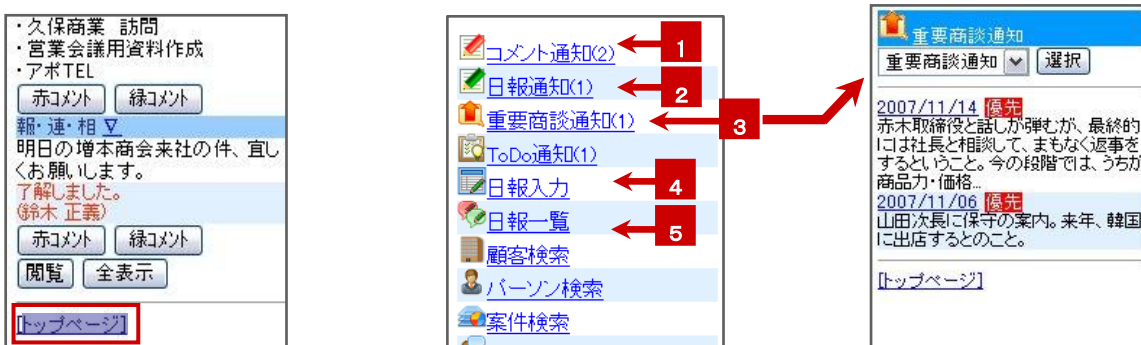 ・久保商業 訪問
・営業会議用資料作成
・アポTEL
赤コメント 緑コメント
報・連・相 ▽
明日の増本商会来社の件、宜し
くお願いします。
了解しました。
(鈴木 正義)
赤コメント 緑コメント
閲覧 全表示
[トップページ]
コメント通知(2)
1
日報通知(1)
2
重要商談通知(1)
3
ToDo通知(1)
日報入力
4
日報一覧
5
顧客検索
パーソン検索
案件検索
重要商談通知
重要商談通知 選択
2007/11/14 優先
赤木取締役と話しが弾むが、最終的
には社長と相談して、まもなく返事を
するということ。今の段階では、うちが
商品力・価格...
2007/11/06 優先
山田次長に保守の案内。来年、韓国
に出店するとのこと。
[トップページ]